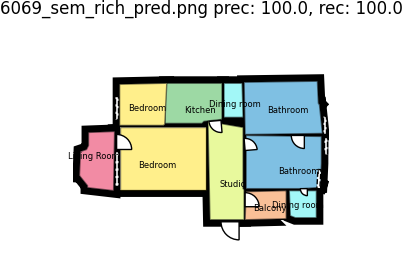 6069_sem_rich_pred.png prec: 100.0, rec: 100.0
Bedroom
Kitchen
Dining room
Bathroom
Living Room
Bedroom
Bathroom
Studio
Balcony
Dining room